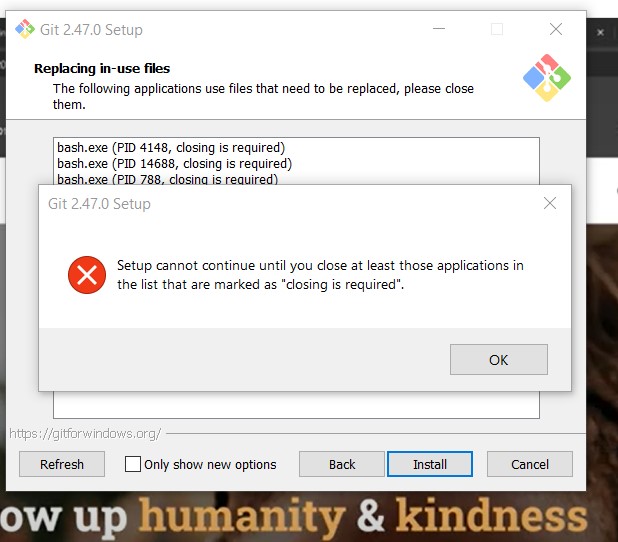 Git 2.47.0 Setup
Replacing in-use files
The following applications use files that need to be replaced, please close
them.
bash.exe (PID 4148, closing is required)
bash.exe (PID 14688, closing is required)
bash.exe (PID 788, closing is required)
Git 2.47.0 Setup
Setup cannot continue until you close at least those applications in
the list that are marked as "closing is required".
OK
https://gitforwindows.org/
Refresh
Only show new options
Back
Install
Cancel
ow up humanity & kindness